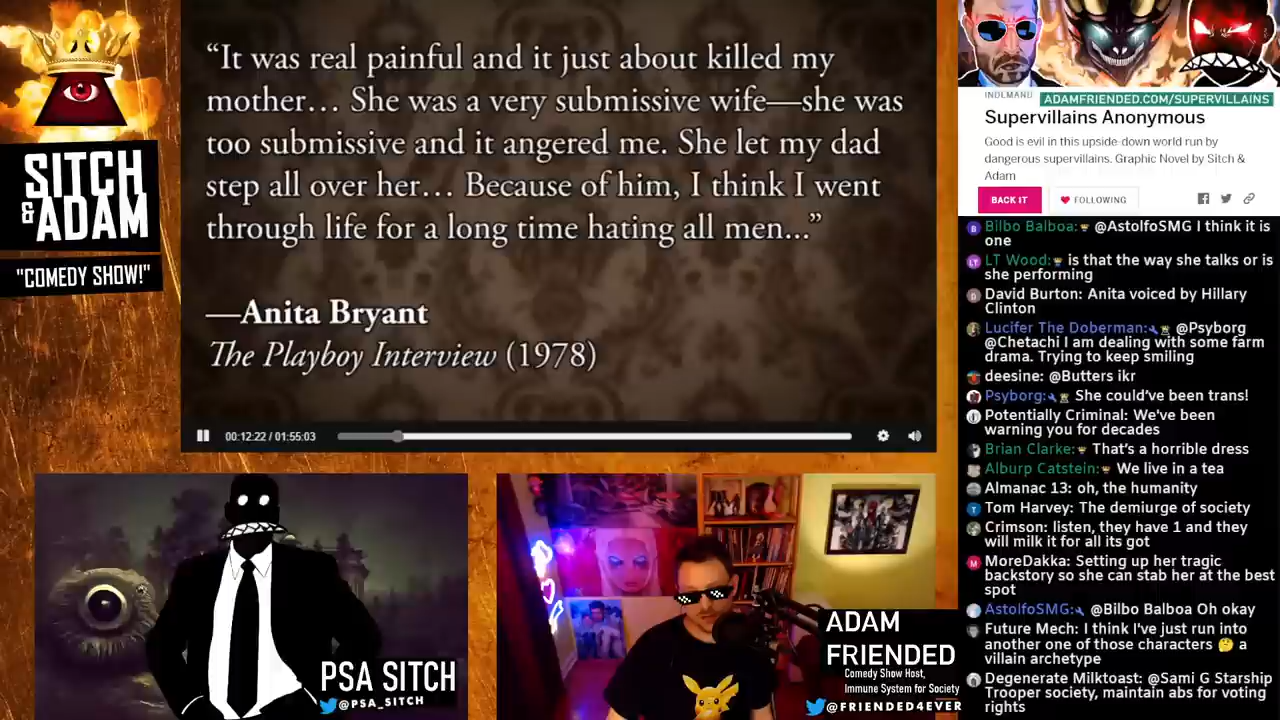 SITCH
& ADAM
"COMEDY SHOW!"
“It was real painful and it just about killed my
mother… She was a very submissive wife—she was
too submissive and it angered me. She let my dad
step all over her… Because of him, I think I went
through life for a long time hating all men...”
—Anita Bryant
The Playboy Interview (1978)
00:12:22 / 01:55:03
INDEMAND
ADAMFRIENDED.COM/SUPERVILLAINS
Supervillains Anonymous
Good is evil in this upside-down world run by
dangerous supervillains. Graphic Novel by Sitch &
Adam
BACK IT
FOLLOWING
Bilbo Balboa: @AstolfoSMG I think it is
one
LT Wood: is that the way she talks or is
she performing
David Burton: Anita voiced by Hillary
Clinton
Lucifer The Doberman: @Psyborg
@Chetachi I am dealing with some farm
drama. Trying to keep smiling
deesine: @Butters ikr
Psyborg: She could’ve been trans!
Potentially Criminal: We've been
warning you for decades
Brian Clarke: That’s a horrible dress
Alburp Catstein: We live in a tea
Almanac 13: oh, the humanity
Tom Harvey: The demiurge of society
Crimson: listen, they have 1 and they
will milk it for all its got
MoreDakka: Setting up her tragic
backstory so she can stab her at the best
spot
AstolfoSMG: @Bilbo Balboa Oh okay
Future Mech: I think I've just run into
another one of those characters 🤔 a
villain archetype
Degenerate Milktoast: @Sami G Starship
Trooper society, maintain abs for voting
rights
PSA SITCH
@PSA_SITCH
ADAM
FRIENDED
Comedy Show Host,
Immune System for Society
@FRIENDED4EVER